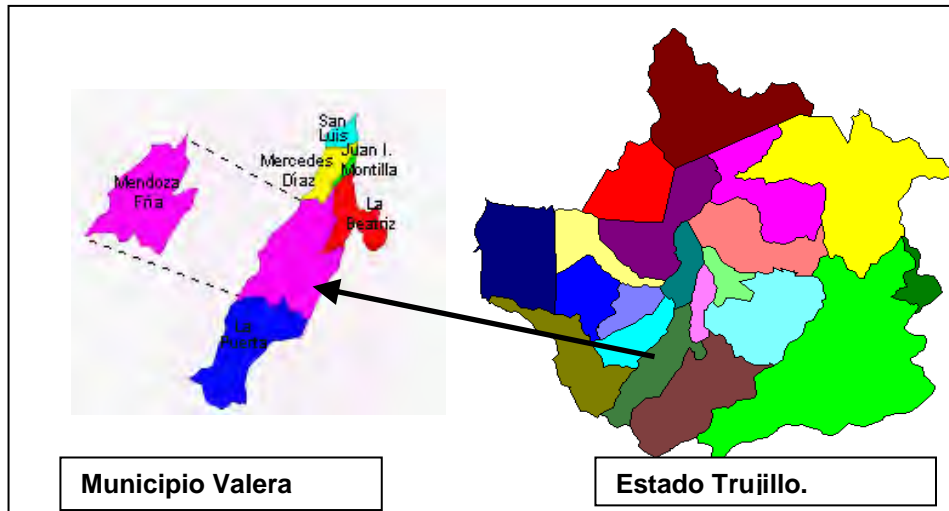 San
Luis
Juan I.
Montilla
Mercedes
Díaz
Mendoza
Fría
La
Beatriz
La
Puerta
Municipio Valera
Estado Trujillo.